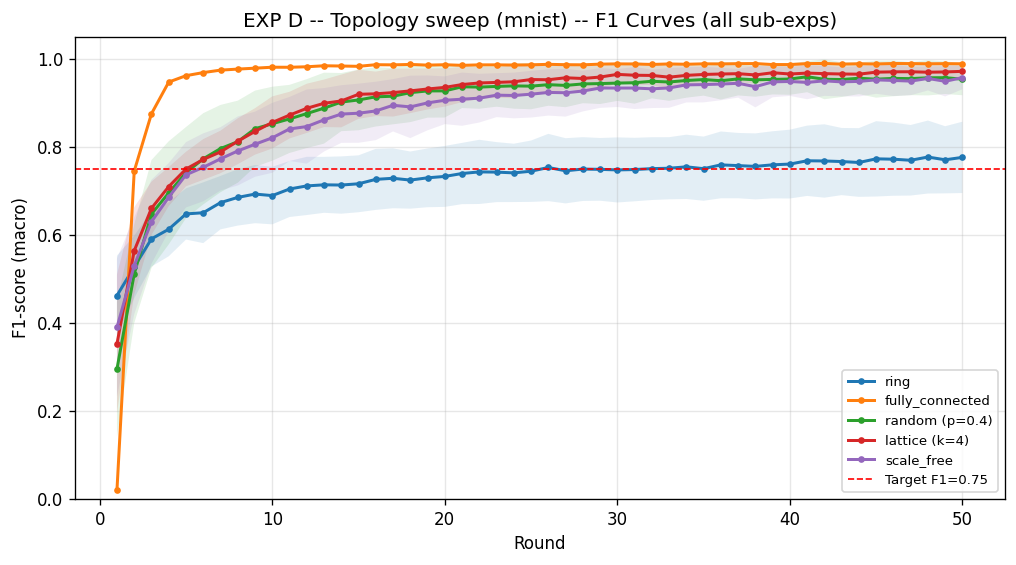 EXP D -- Topology sweep (mnist) -- F1 Curves (all sub-exps)
F1-score (macro)
1.0
0.8
0.6
0.4
0.2
0.0
0 10 20 30 40 50
Round
ring
fully_connected
random (p=0.4)
lattice (k=4)
scale_free
Target F1=0.75